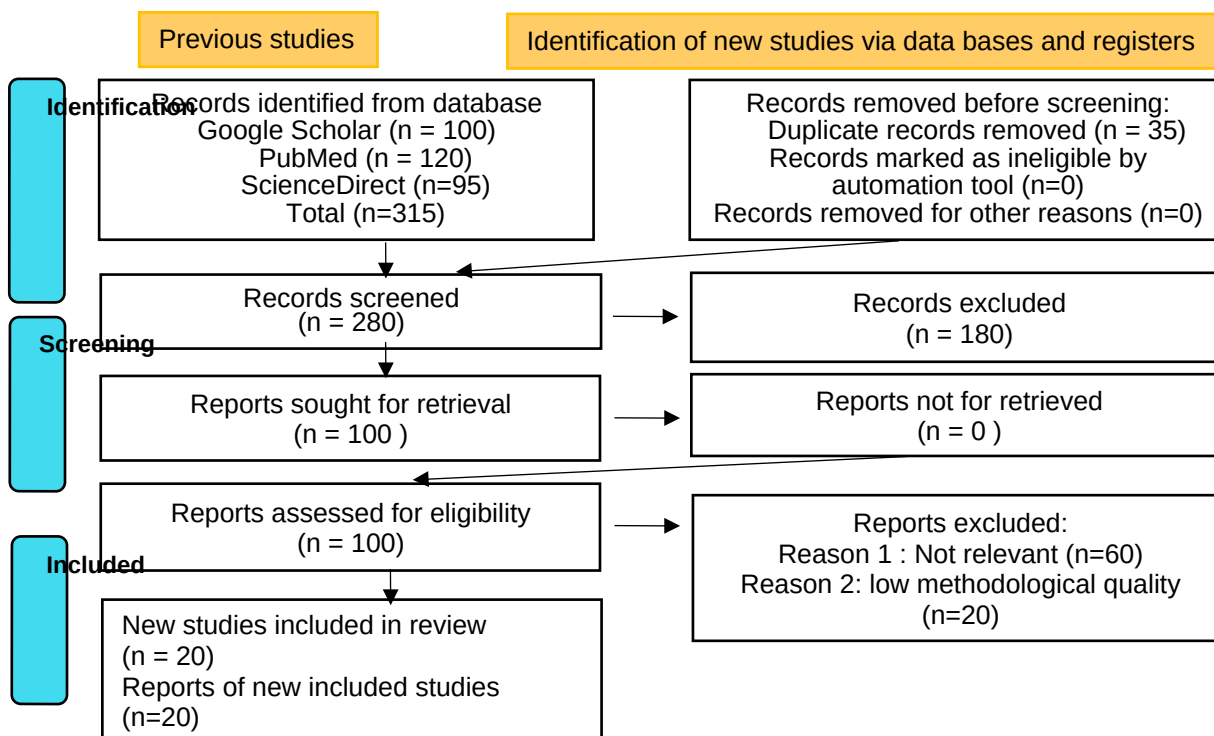 Previous studies
Identification of new studies via data bases and registers
Identification
Records identified from database
Google Scholar (n = 100)
PubMed (n = 120)
ScienceDirect (n=95)
Total (n=315)
Records removed before screening:
Duplicate records removed (n = 35)
Records marked as ineligible by
automation tool (n=0)
Records removed for other reasons (n=0)
Screening
Records screened
(n = 280)
Records excluded
(n = 180)
Reports sought for retrieval
(n = 100 )
Reports not for retrieved
(n = 0 )
Reports assessed for eligibility
(n = 100)
Reports excluded:
Reason 1 : Not relevant (n=60)
Reason 2: low methodological quality
(n=20)
Included
New studies included in review
(n = 20)
Reports of new included studies
(n=20)